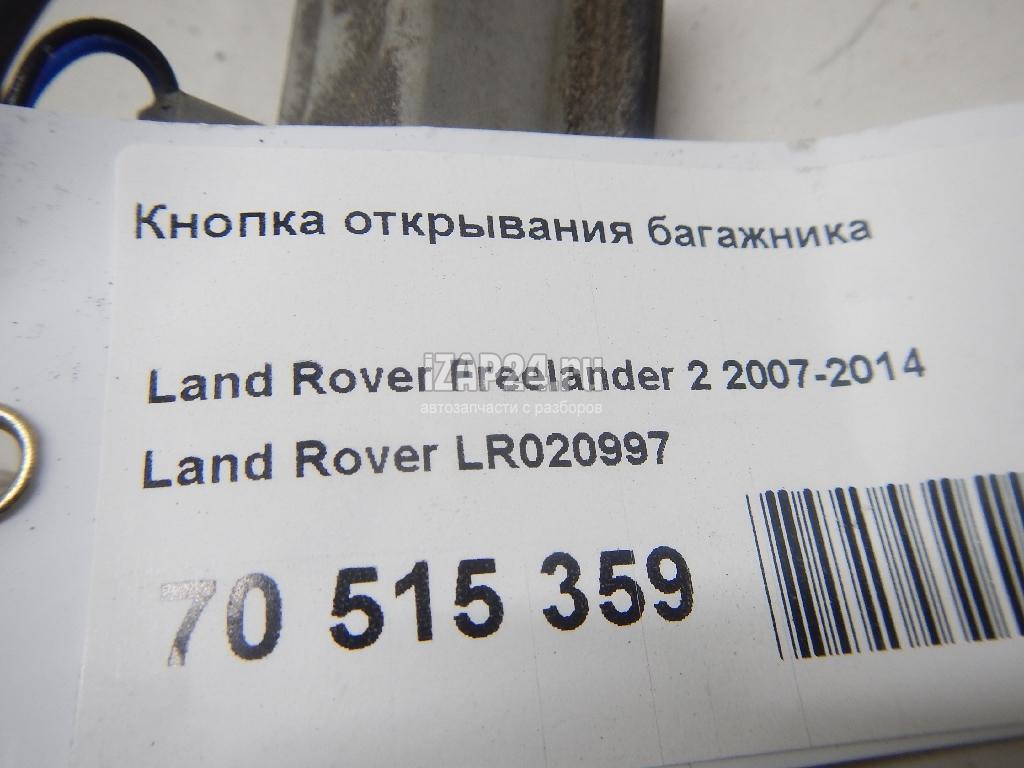 Кнопка открывания багажника
Land Rover Freelander 2 2007-2014
iZAP24.ru
автозапчасти с разборов
Land Rover LR020997
70 515 359